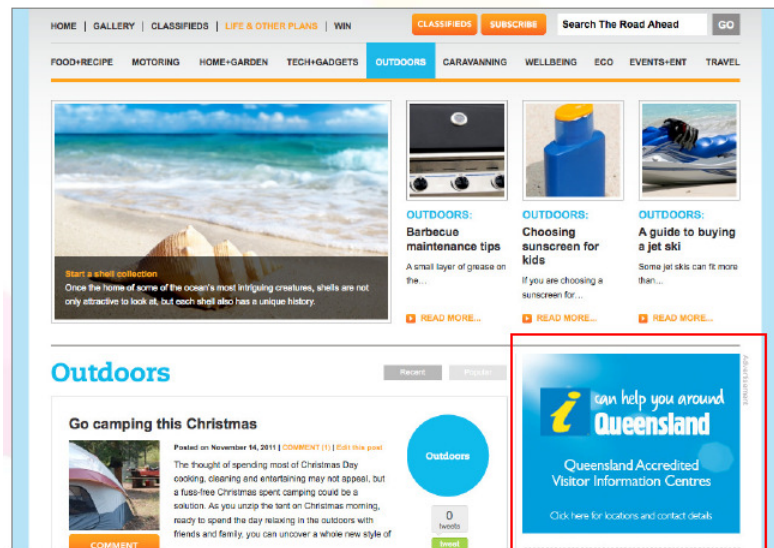 HOME | GALLERY | CLASSIFIEDS | LIFE & OTHER PLANS | WIN
CLASSIFIEDS SUBSCRIBE Search The Road Ahead GO
FOOD+RECIPE MOTORING HOME+GARDEN TECH+GADGETS OUTDOORS CARAVANNING WELLBEING ECO EVENTS+ENT TRAVEL
Start a shell collection
Once the home of some of the ocean's most intriguing creatures, shells are not
only attractive to look at, but each shell also has a unique history.
OUTDOORS:
Barbecue
maintenance tips
A small layer of grease on
the...
READ MORE...
OUTDOORS:
Choosing
sunscreen for
kids
If you are choosing a
sunscreen for...
READ MORE...
OUTDOORS:
A guide to buying
a jet ski
Some jet skis can fit more
than...
READ MORE...
Outdoors
Recent Popular
Go camping this Christmas
Posted on November 14, 2011 | COMMENT (1) | Edit this post
The thought of spending most of Christmas Day
cooking, cleaning and entertaining may not appeal, but
a fuss-free Christmas spent camping could be a
solution. As you unzip the tent on Christmas morning,
ready to spend the day relaxing in the outdoors with
friends and family, you can uncover a whole new style of
COMMENT
Outdoors
0
tweets
tweet
Advertisement
i can help you around
Queensland
Queensland Accredited
Visitor Information Centres
Click here for locations and contact details